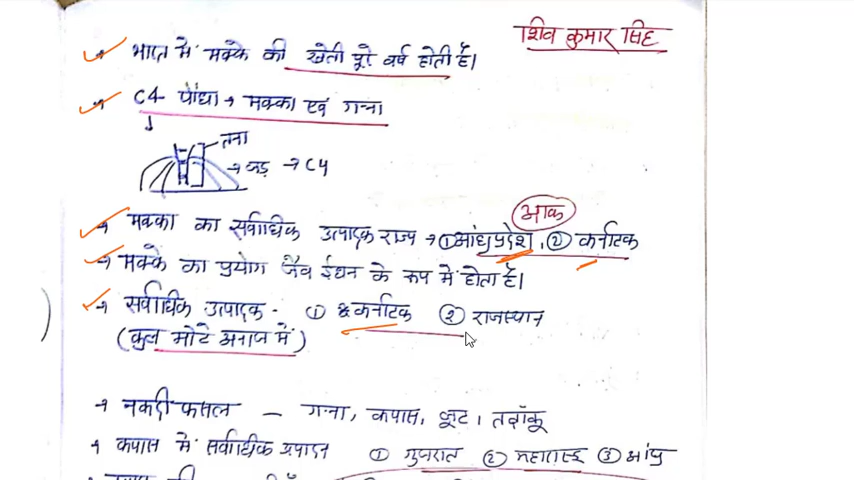 शिव कुमार सिंह
→ भारत में मक्के की खेती पूरे वर्ष होती है।
→ C4 पौधा → मक्का एवं गन्ना
तना
→ जड़ → C4
आक
→ मक्का का सर्वाधिक उत्पादक राज्य → ① आंध्रप्रदेश, ② कर्नाटक
→ मक्के का प्रयोग जैव ईंधन के रूप में होता है।
→ सर्वाधिक उत्पादक - ① कर्नाटक ② राजस्थान
(कुल मोटे अनाज में)
→ नकदी फसल – गन्ना, कपास, जूट। तम्बाकू
→ कपास में सर्वाधिक उत्पादन ① गुजरात ② महाराष्ट्र ③ आंध्र